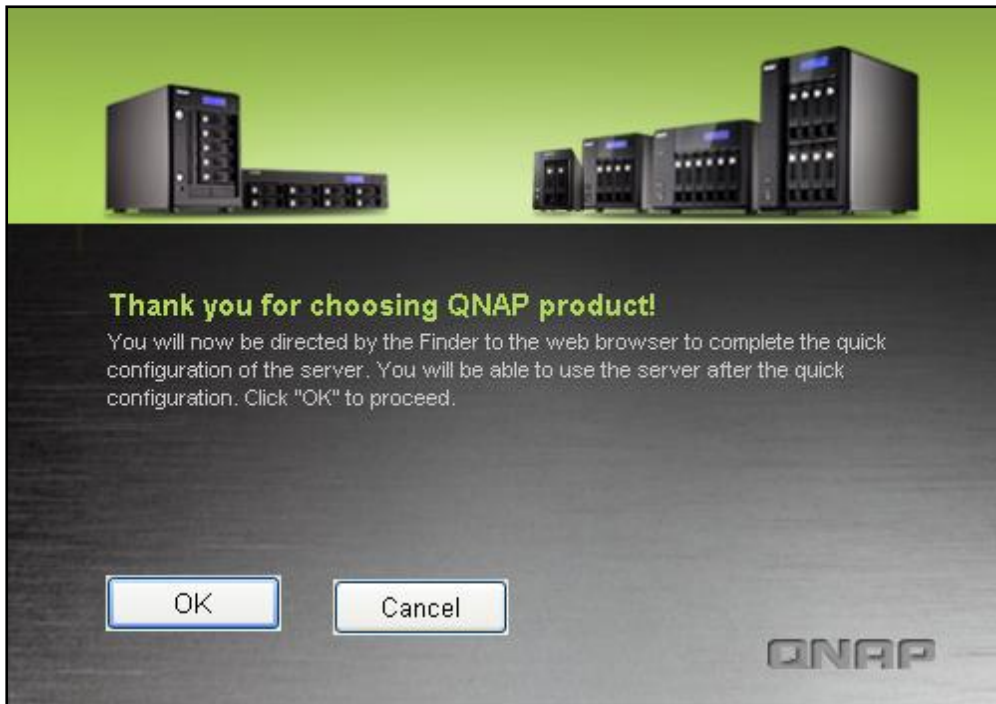 Thank you for choosing QNAP product!
You will now be directed by the Finder to the web browser to complete the quick
configuration of the server. You will be able to use the server after the quick
configuration. Click "OK" to proceed.
OK
Cancel
QNAP